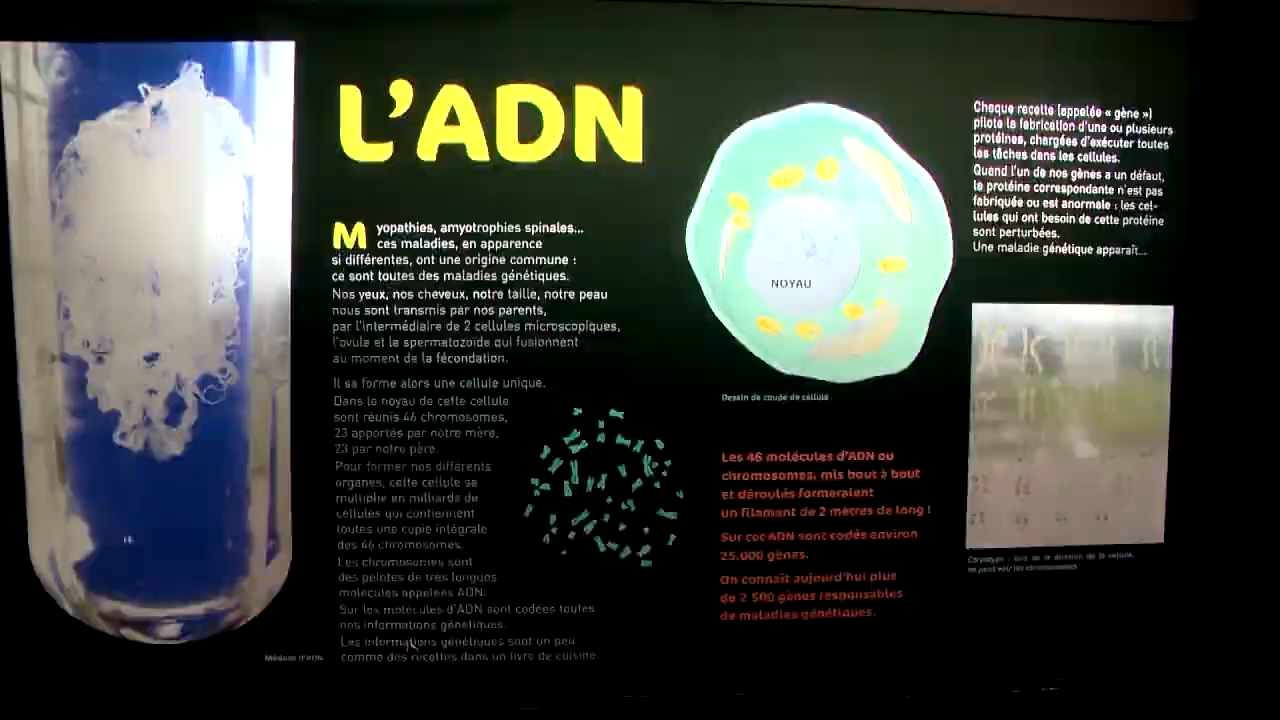 L'ADN
Myopathies, amyotrophies spinales...
ces maladies, en apparence
si différentes, ont une origine commune :
ce sont toutes des maladies génétiques.
Nos yeux, nos cheveux, notre taille, notre peau
nous sont transmis par nos parents,
par l'intermédiaire de 2 cellules microscopiques,
l'ovule et le spermatozoïde qui fusionnent
au moment de la fécondation.
Il se forme alors une cellule unique.
Dans le noyau de cette cellule
sont réunis 46 chromosomes,
23 apportés par notre mère,
23 par notre père.
Pour former nos différents
organes, cette cellule se
multiplie en milliards de
cellules qui contiennent
toutes une copie intégrale
des 46 chromosomes.
Les chromosomes sont
des pelotes de très longues
molécules appelées ADN.
Sur les molécules d'ADN sont codées toutes
nos informations génétiques.
Les informations génétiques sont un peu
comme des recettes dans un livre de cuisine.
d'ADN
NOYAU
Dessin de coupe de cellule
Les 46 molécules d'ADN ou
chromosomes, mis bout à bout
et déroulés formeraient
un filament de 2 mètres de long !
Sur cet ADN sont codés environ
25.000 gènes.
On connaît aujourd'hui plus
de 2 500 gènes responsables
de maladies génétiques.
Chaque recette (appelée « gène »)
pilote la fabrication d'une ou plusieurs
protéines, chargées d'exécuter toutes
les tâches dans les cellules.
Quand l'un de nos gènes a un défaut,
la protéine correspondante n'est pas
fabriquée ou est anormale : les cel-
lules qui ont besoin de cette protéine
sont perturbées.
Une maladie génétique apparaît...
de la division de la cellule,
on peut voir les chromosomes